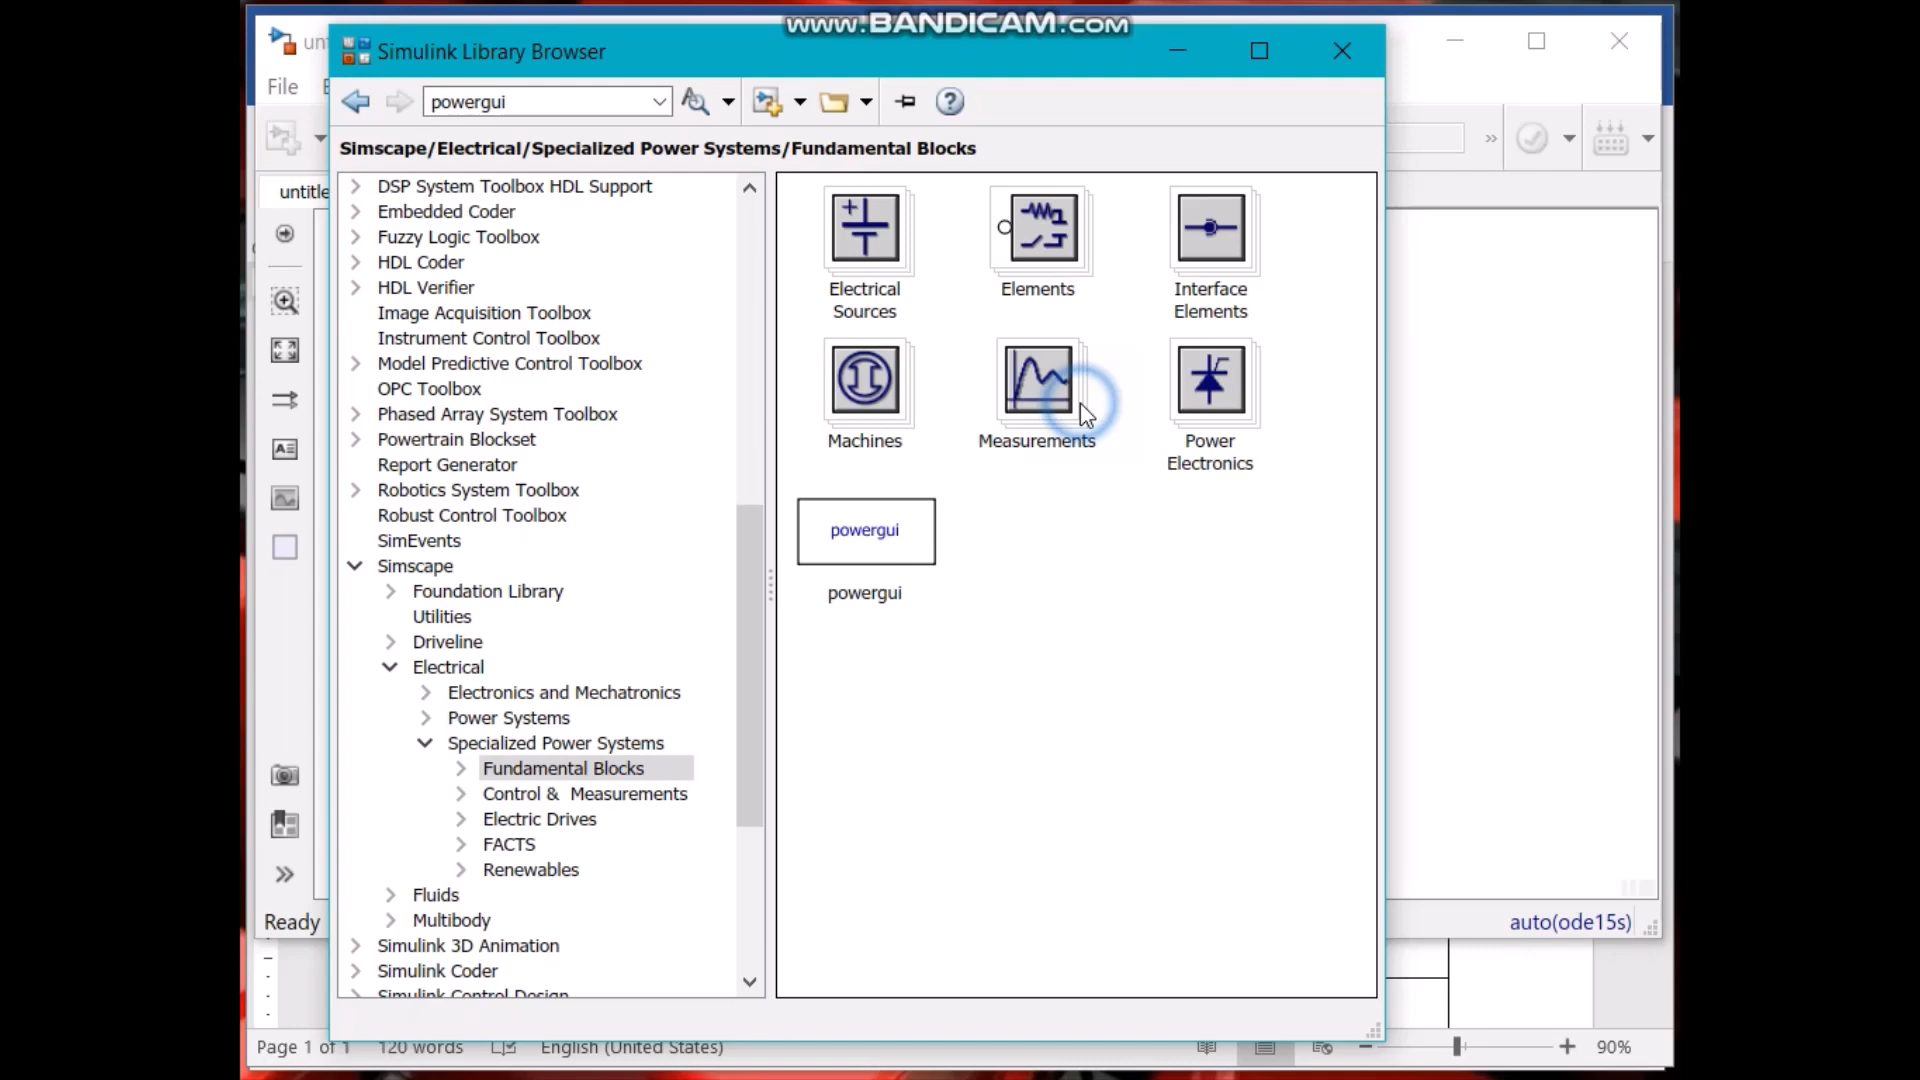 www.BANDICAM.com
unt
Simulink Library Browser
File
powergui
Simscape/Electrical/Specialized Power Systems/Fundamental Blocks
untitle
DSP System Toolbox HDL Support
Embedded Coder
Fuzzy Logic Toolbox
HDL Coder
HDL Verifier
Image Acquisition Toolbox
Instrument Control Toolbox
Model Predictive Control Toolbox
OPC Toolbox
Phased Array System Toolbox
Powertrain Blockset
Report Generator
Robotics System Toolbox
Robust Control Toolbox
SimEvents
Simscape
Foundation Library
Utilities
Driveline
Electrical
Electronics and Mechatronics
Power Systems
Specialized Power Systems
Fundamental Blocks
Control & Measurements
Electric Drives
FACTS
Renewables
Fluids
Multibody
Simulink 3D Animation
Simulink Coder
Simulink Control Design
Electrical
Sources
Elements
Interface
Elements
Machines
Measurements
Power
Electronics
powergui
powergui
Ready
auto(ode15s)
Page 1 of 1
120 words
English (United States)
90%